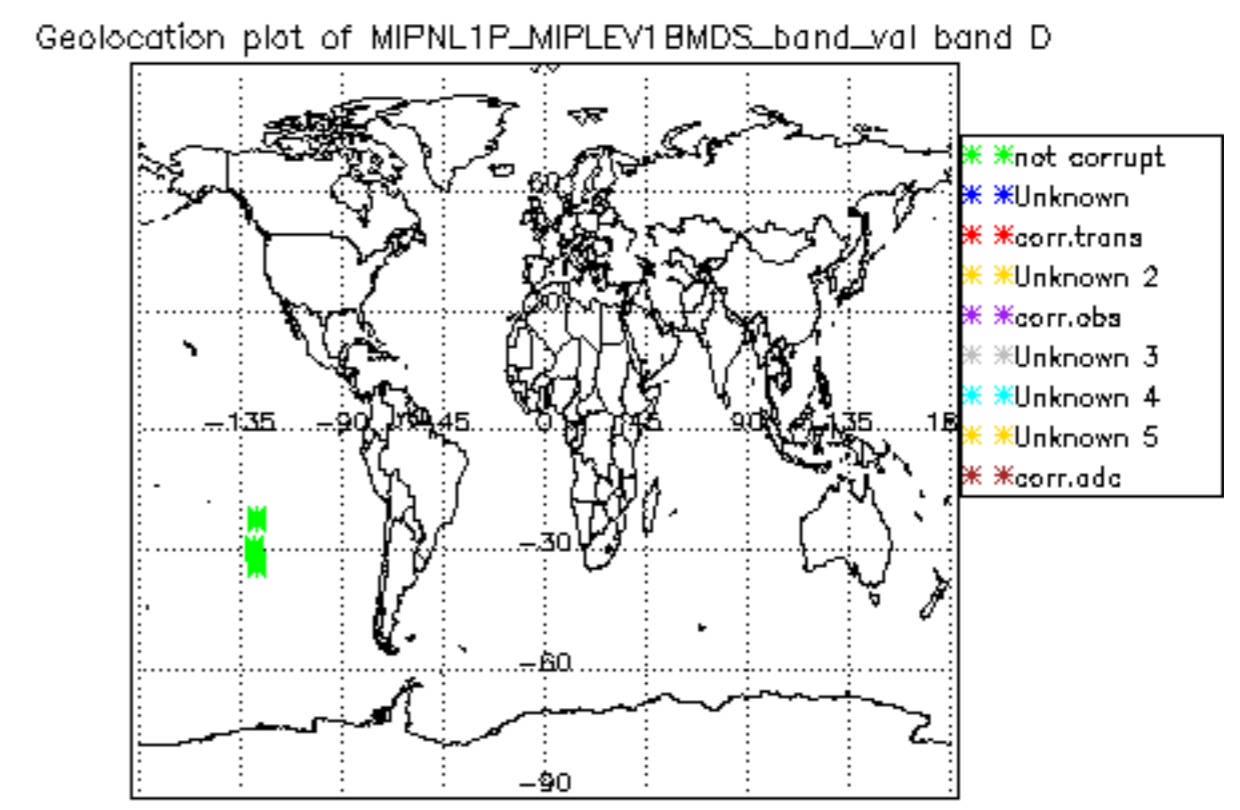 Geolocation plot of MIPNL1P_MIPLEV1BMDS_band_val band D
not corrupt
Unknown
corr.trans
Unknown 2
corr.obs
Unknown 3
Unknown 4
Unknown 5
corr.adc
-135 -90 -45 0 45 90 135
-30
-60
-90